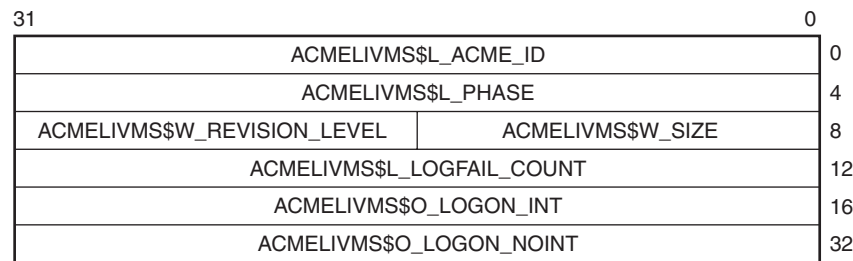 31 0
ACMELIVMS$L_ACME_ID 0
ACMELIVMS$L_PHASE 4
ACMELIVMS$W_REVISION_LEVEL ACMELIVMS$W_SIZE 8
ACMELIVMS$L_LOGFAIL_COUNT 12
ACMELIVMS$O_LOGON_INT 16
ACMELIVMS$O_LOGON_NOINT 32